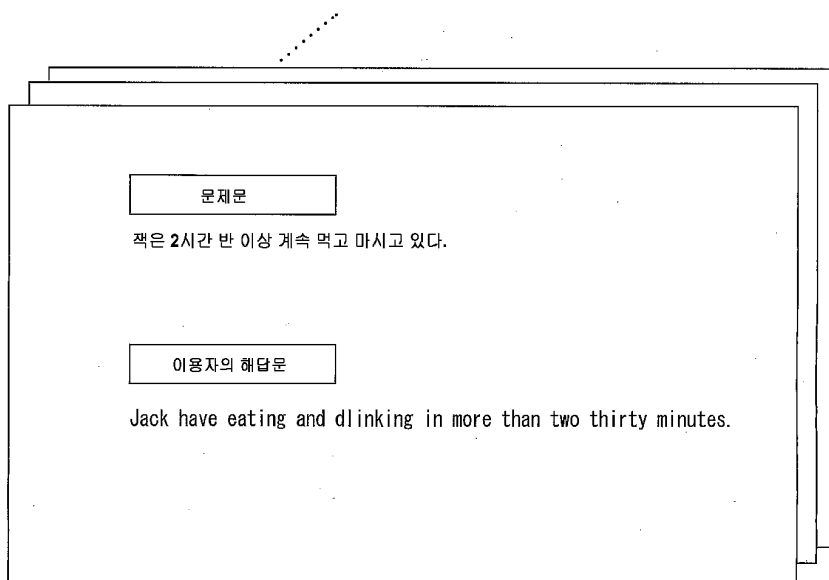 문제문
잭은 2시간 반 이상 계속 먹고 마시고 있다.
이용자의 해답문
Jack have eating and dlinking in more than two thirty minutes.